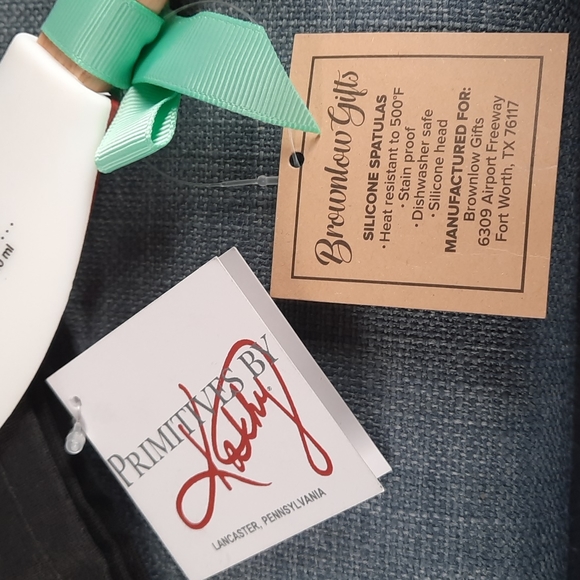 Brownlow Gifts
SILICONE SPATULAS
• Heat resistant to 500°F
• Stain proof
• Dishwasher safe
• Silicone head
MANUFACTURED FOR:
Brownlow Gifts
6309 Airport Freeway
Fort Worth, TX 76117
PRIMITIVES BY
Kathy®
LANCASTER, PENNSYLVANIA
ml